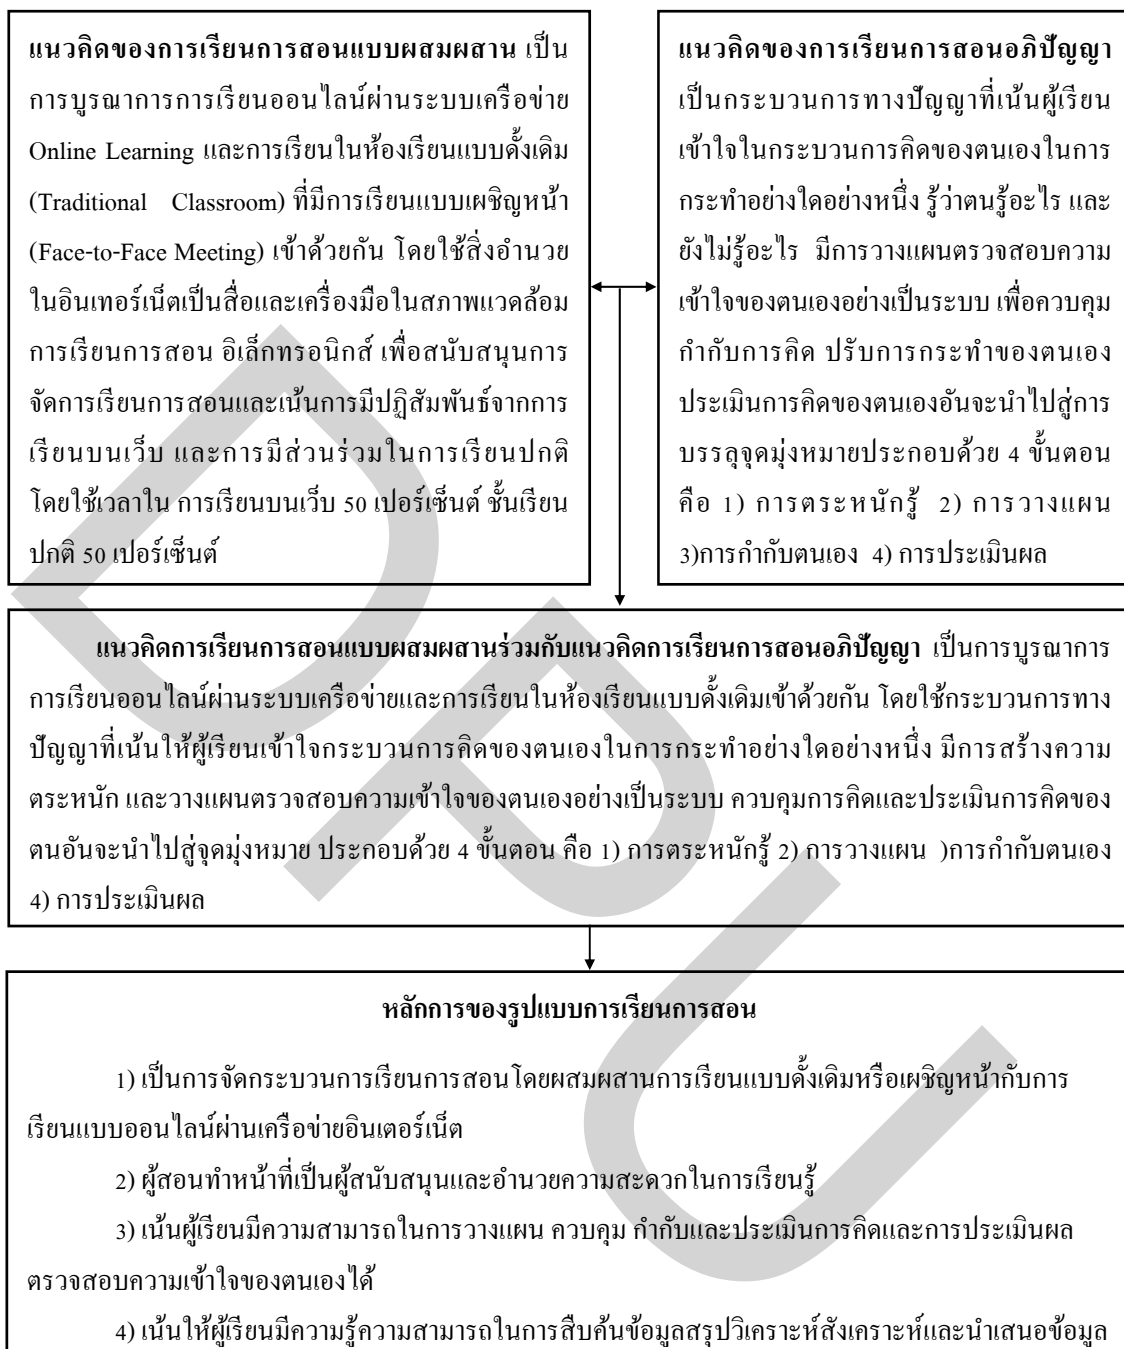 แนวคิดของการเรียนการสอนแบบผสมผสาน เป็น
การบูรณาการการเรียนออนไลน์ผ่านระบบเครือข่าย
Online Learning และการเรียนในห้องเรียนแบบดั้งเดิม
(Traditional Classroom) ที่มีการเรียนแบบเผชิญหน้า
(Face-to-Face Meeting) เข้าด้วยกัน โดยใช้สิ่งอำนวย
ในอินเทอร์เน็ตเป็นสื่อและเครื่องมือในสภาพแวดล้อม
การเรียนการสอน อิเล็กทรอนิกส์ เพื่อสนับสนุนการ
จัดการเรียนการสอนและเน้นการมีปฏิสัมพันธ์จากการ
เรียนบนเว็บ และการมีส่วนร่วมในการเรียนปกติ
โดยใช้เวลาใน การเรียนบนเว็บ 50 เปอร์เซ็นต์ ชั้นเรียน
ปกติ 50 เปอร์เซ็นต์
แนวคิดของการเรียนการสอนอภิปัญญา
เป็นกระบวนการทางปัญญาที่เน้นผู้เรียน
เข้าใจในกระบวนการคิดของตนเองในการ
กระทำอย่างใดอย่างหนึ่ง รู้ว่าตนรู้อะไร และ
ยังไม่รู้อะไร มีการวางแผนตรวจสอบความ
เข้าใจของตนเองอย่างเป็นระบบ เพื่อควบคุม
กำกับการคิด ปรับการกระทำของตนเอง
ประเมินการคิดของตนเองอันจะนำไปสู่การ
บรรลุจุดมุ่งหมายประกอบด้วย 4 ขั้นตอน
คือ 1) การตระหนักรู้ 2) การวางแผน
3)การกำกับตนเอง 4) การประเมินผล
แนวคิดการเรียนการสอนแบบผสมผสานร่วมกับแนวคิดการเรียนการสอนอภิปัญญา เป็นการบูรณาการ
การเรียนออนไลน์ผ่านระบบเครือข่ายและการเรียนในห้องเรียนแบบดั้งเดิมเข้าด้วยกัน โดยใช้กระบวนการทาง
ปัญญาที่เน้นให้ผู้เรียนเข้าใจกระบวนการคิดของตนเองในการกระทำอย่างใดอย่างหนึ่ง มีการสร้างความ
ตระหนัก และวางแผนตรวจสอบความเข้าใจของตนเองอย่างเป็นระบบ ควบคุมการคิดและประเมินการคิดของ
ตนอันจะนำไปสู่จุดมุ่งหมาย ประกอบด้วย 4 ขั้นตอน คือ 1) การตระหนักรู้ 2) การวางแผน )การกำกับตนเอง
4) การประเมินผล
หลักการของรูปแบบการเรียนการสอน
1) เป็นการจัดกระบวนการเรียนการสอนโดยผสมผสานการเรียนแบบดั้งเดิมหรือเผชิญหน้ากับการ
เรียนแบบออนไลน์ผ่านเครือข่ายอินเตอร์เน็ต
2) ผู้สอนทำหน้าที่เป็นผู้สนับสนุนและอำนวยความสะดวกในการเรียนรู้
3) เน้นผู้เรียนมีความสามารถในการวางแผน ควบคุม กำกับและประเมินการคิดและการประเมินผล
ตรวจสอบความเข้าใจของตนเองได้
4) เน้นให้ผู้เรียนมีความรู้ความสามารถในการสืบค้นข้อมูลสรุปวิเคราะห์สังเคราะห์และนำเสนอข้อมูล
DPU